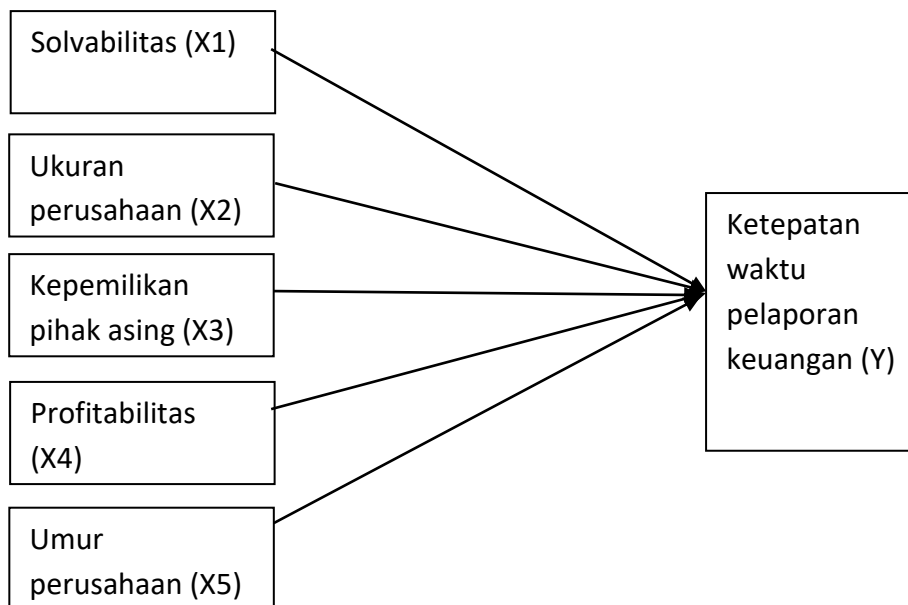 Solvabilitas (X1)
Ukuran
perusahaan (X2)
Kepemilikan
pihak asing (X3)
Profitabilitas
(X4)
Umur
perusahaan (X5)
Ketepatan
waktu
pelaporan
keuangan (Y)